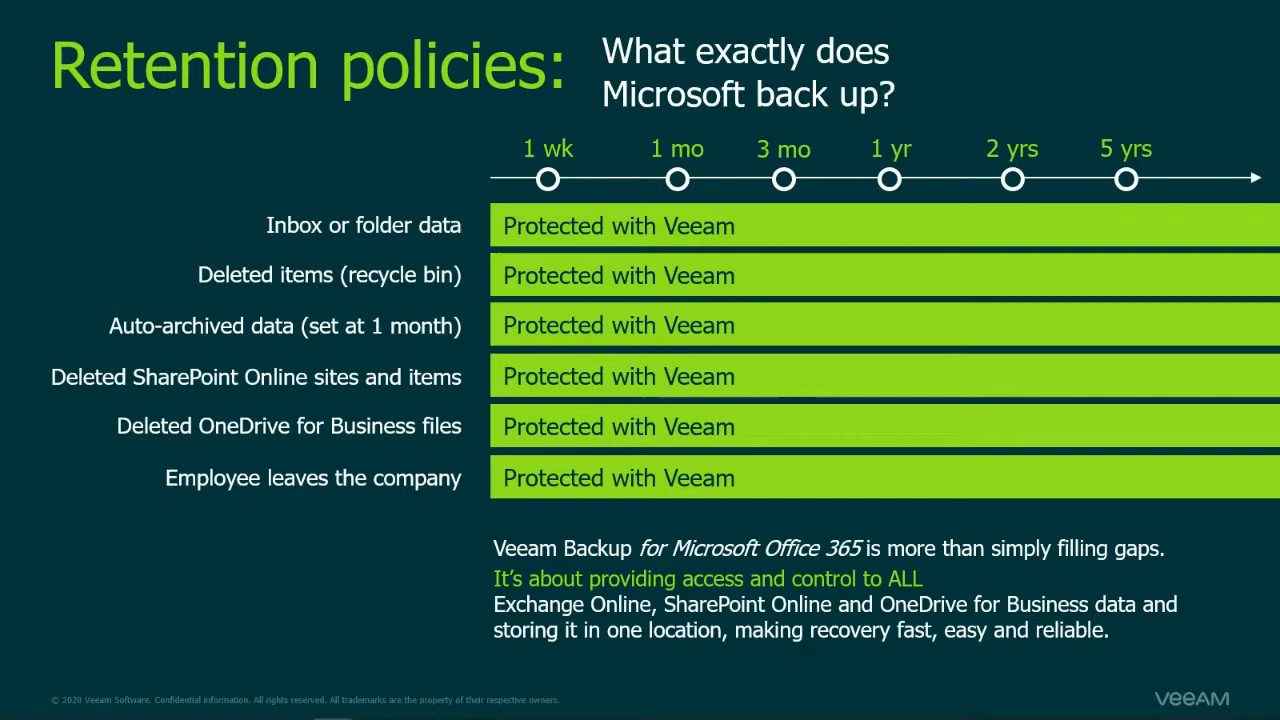 Retention policies:
What exactly does
Microsoft back up?
1 wk 1 mo 3 mo 1 yr 2 yrs 5 yrs
Inbox or folder data Protected with Veeam
Deleted items (recycle bin) Protected with Veeam
Auto-archived data (set at 1 month) Protected with Veeam
Deleted SharePoint Online sites and items Protected with Veeam
Deleted OneDrive for Business files Protected with Veeam
Employee leaves the company Protected with Veeam
Veeam Backup for Microsoft Office 365 is more than simply filling gaps.
It's about providing access and control to ALL
Exchange Online, SharePoint Online and OneDrive for Business data and
storing it in one location, making recovery fast, easy and reliable.
© 2020 Veeam Software. Confidential information. All rights reserved. All trademarks are the property of their respective owners.
VEEAM